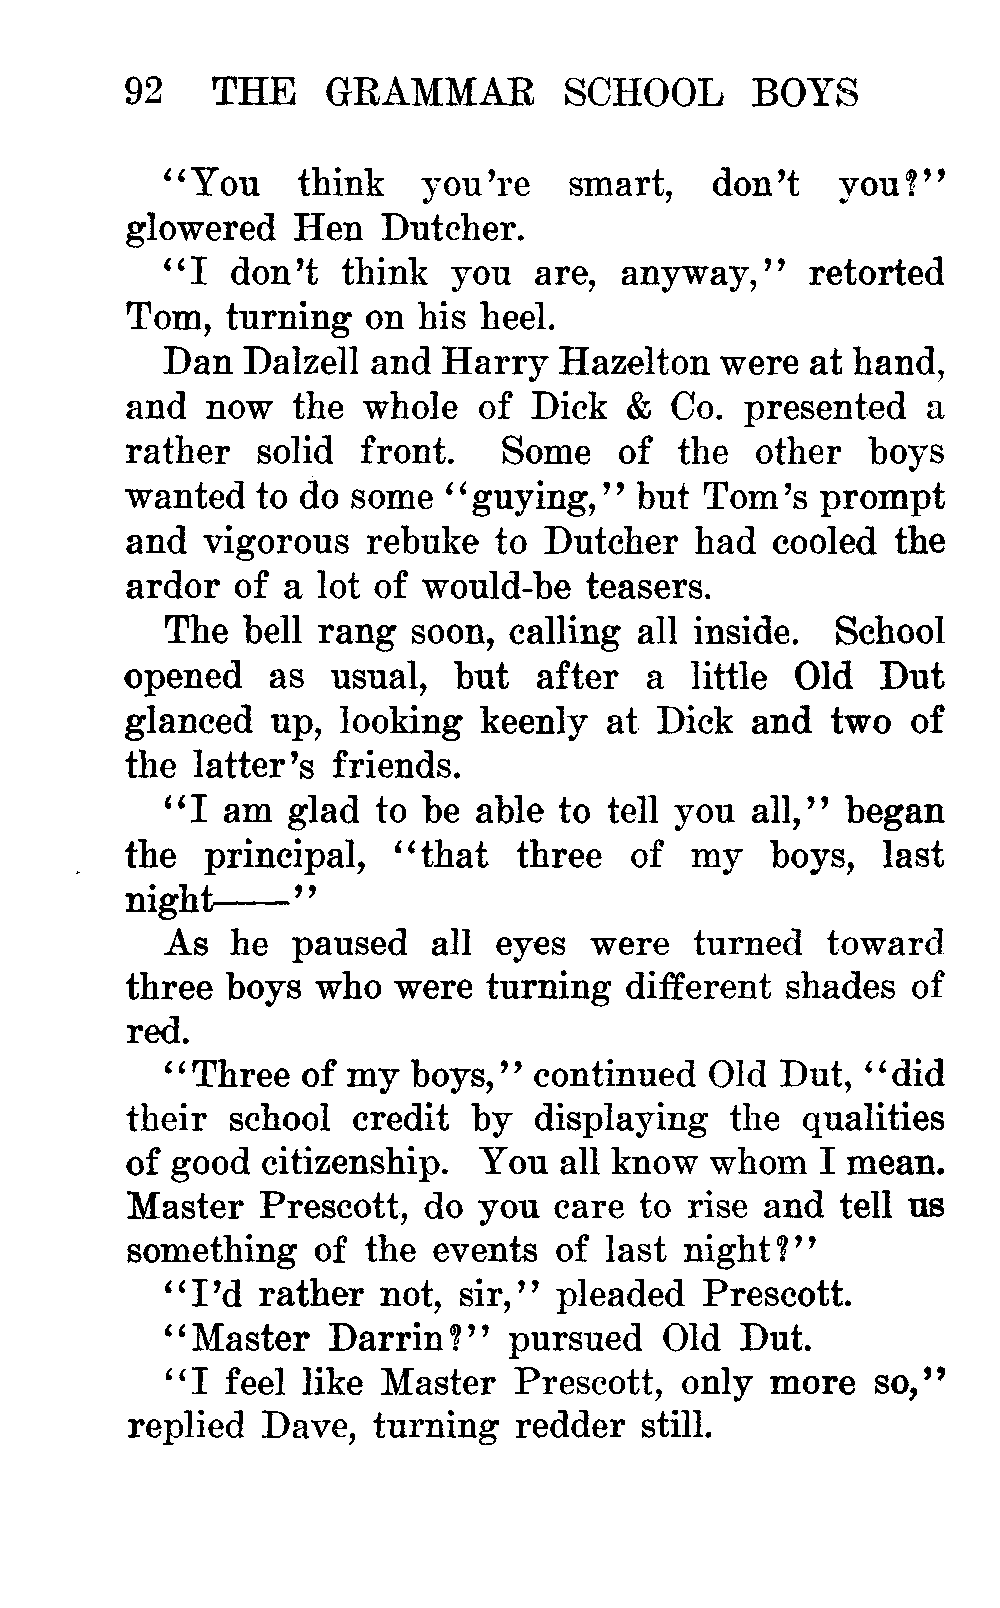 92 THE GRAMMAR SCHOOL BOYS
“You think you’re smart, don’t you?”
glowered Hen Dutcher.
“I don’t think you are, anyway,” retorted
Tom, turning on his heel.
Dan Dalzell and Harry Hazelton were at hand,
and now the whole of Dick & Co. presented a
rather solid front. Some of the other boys
wanted to do some “guying,” but Tom’s prompt
and vigorous rebuke to Dutcher had cooled the
ardor of a lot of would-be teasers.
The bell rang soon, calling all inside. School
opened as usual, but after a little Old Dut
glanced up, looking keenly at Dick and two of
the latter’s friends.
“I am glad to be able to tell you all,” began
the principal, “that three of my boys, last
night——”
As he paused all eyes were turned toward
three boys who were turning different shades of
red.
“Three of my boys,” continued Old Dut, “did
their school credit by displaying the qualities
of good citizenship. You all know whom I mean.
Master Prescott, do you care to rise and tell us
something of the events of last night?”
“I’d rather not, sir,” pleaded Prescott.
“Master Darrin?” pursued Old Dut.
“I feel like Master Prescott, only more so,”
replied Dave, turning redder still.